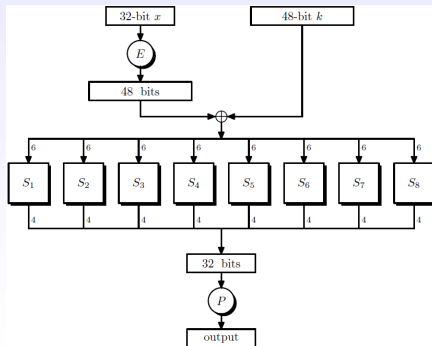 32-bit x 48-bit k
E
48 bits
6 6 6 6 6 6 6 6
S1 S2 S3 S4 S5 S6 S7 S8
4 4 4 4 4 4 4 4
32 bits
P
output